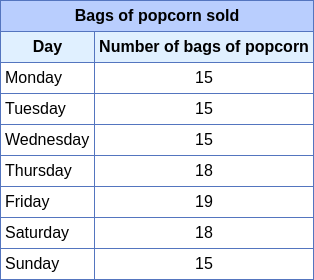 Bags of popcorn sold
Day Number of bags of popcorn
Monday 15
Tuesday 15
Wednesday 15
Thursday 18
Friday 19
Saturday 18
Sunday 15